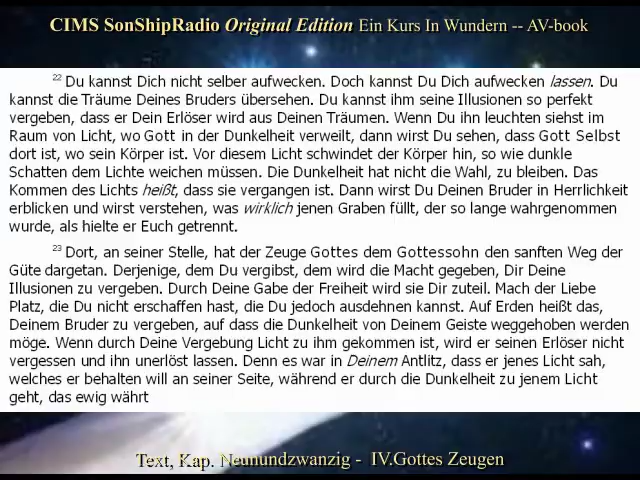 CIMS SonShipRadio Original Edition Ein Kurs In Wundern -- AV-book
22 Du kannst Dich nicht selber aufwecken. Doch kannst Du Dich aufwecken lassen. Du
kannst die Träume Deines Bruders übersehen. Du kannst ihm seine Illusionen so perfekt
vergeben, dass er Dein Erlöser wird aus Deinen Träumen. Wenn Du ihn leuchten siehst im
Raum von Licht, wo Gott in der Dunkelheit verweilt, dann wirst Du sehen, dass Gott Selbst
dort ist, wo sein Körper ist. Vor diesem Licht schwindet der Körper hin, so wie dunkle
Schatten dem Lichte weichen müssen. Die Dunkelheit hat nicht die Wahl, zu bleiben. Das
Kommen des Lichts heißt, dass sie vergangen ist. Dann wirst Du Deinen Bruder in Herrlichkeit
erblicken und wirst verstehen, was wirklich jenen Graben füllt, der so lange wahrgenommen
wurde, als hielte er Euch getrennt.
23 Dort, an seiner Stelle, hat der Zeuge Gottes dem Gottessohn den sanften Weg der
Güte dargetan. Derjenige, dem Du vergibst, dem wird die Macht gegeben, Dir Deine
Illusionen zu vergeben. Durch Deine Gabe der Freiheit wird sie Dir zuteil. Mach der Liebe
Platz, die Du nicht erschaffen hast, die Du jedoch ausdehnen kannst. Auf Erden heißt das,
Deinem Bruder zu vergeben, auf dass die Dunkelheit von Deinem Geiste weggehoben werden
möge. Wenn durch Deine Vergebung Licht zu ihm gekommen ist, wird er seinen Erlöser nicht
vergessen und ihn unerlöst lassen. Denn es war in Deinem Antlitz, dass er jenes Licht sah,
welches er behalten will an seiner Seite, während er durch die Dunkelheit zu jenem Licht
geht, das ewig währt
Text, Kap. Neunundzwanzig - IV.Gottes Zeugen